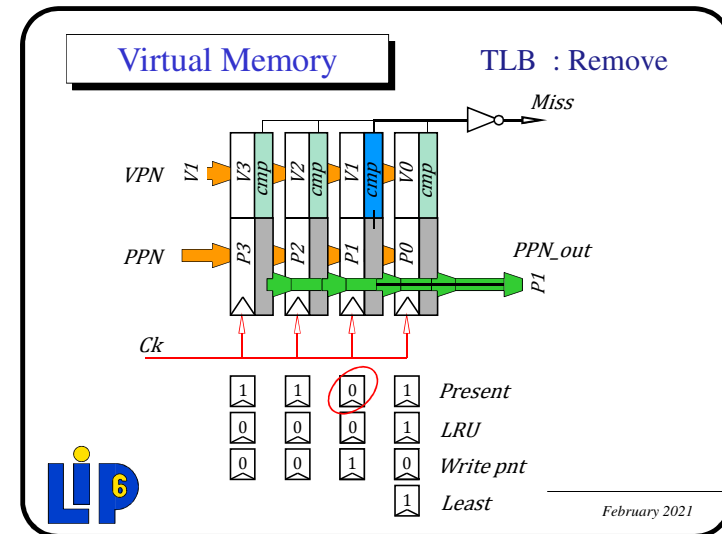 Virtual Memory
TLB : Remove
Miss
VPN V1 V3 cmp V2 cmp V1 cmp V0 cmp
PPN P3 P2 P1 P0 PPN_out P1
Ck
1 1 0 1 Present
0 0 0 1 LRU
0 0 1 0 Write pnt
1 Least
LIP6
February 2021